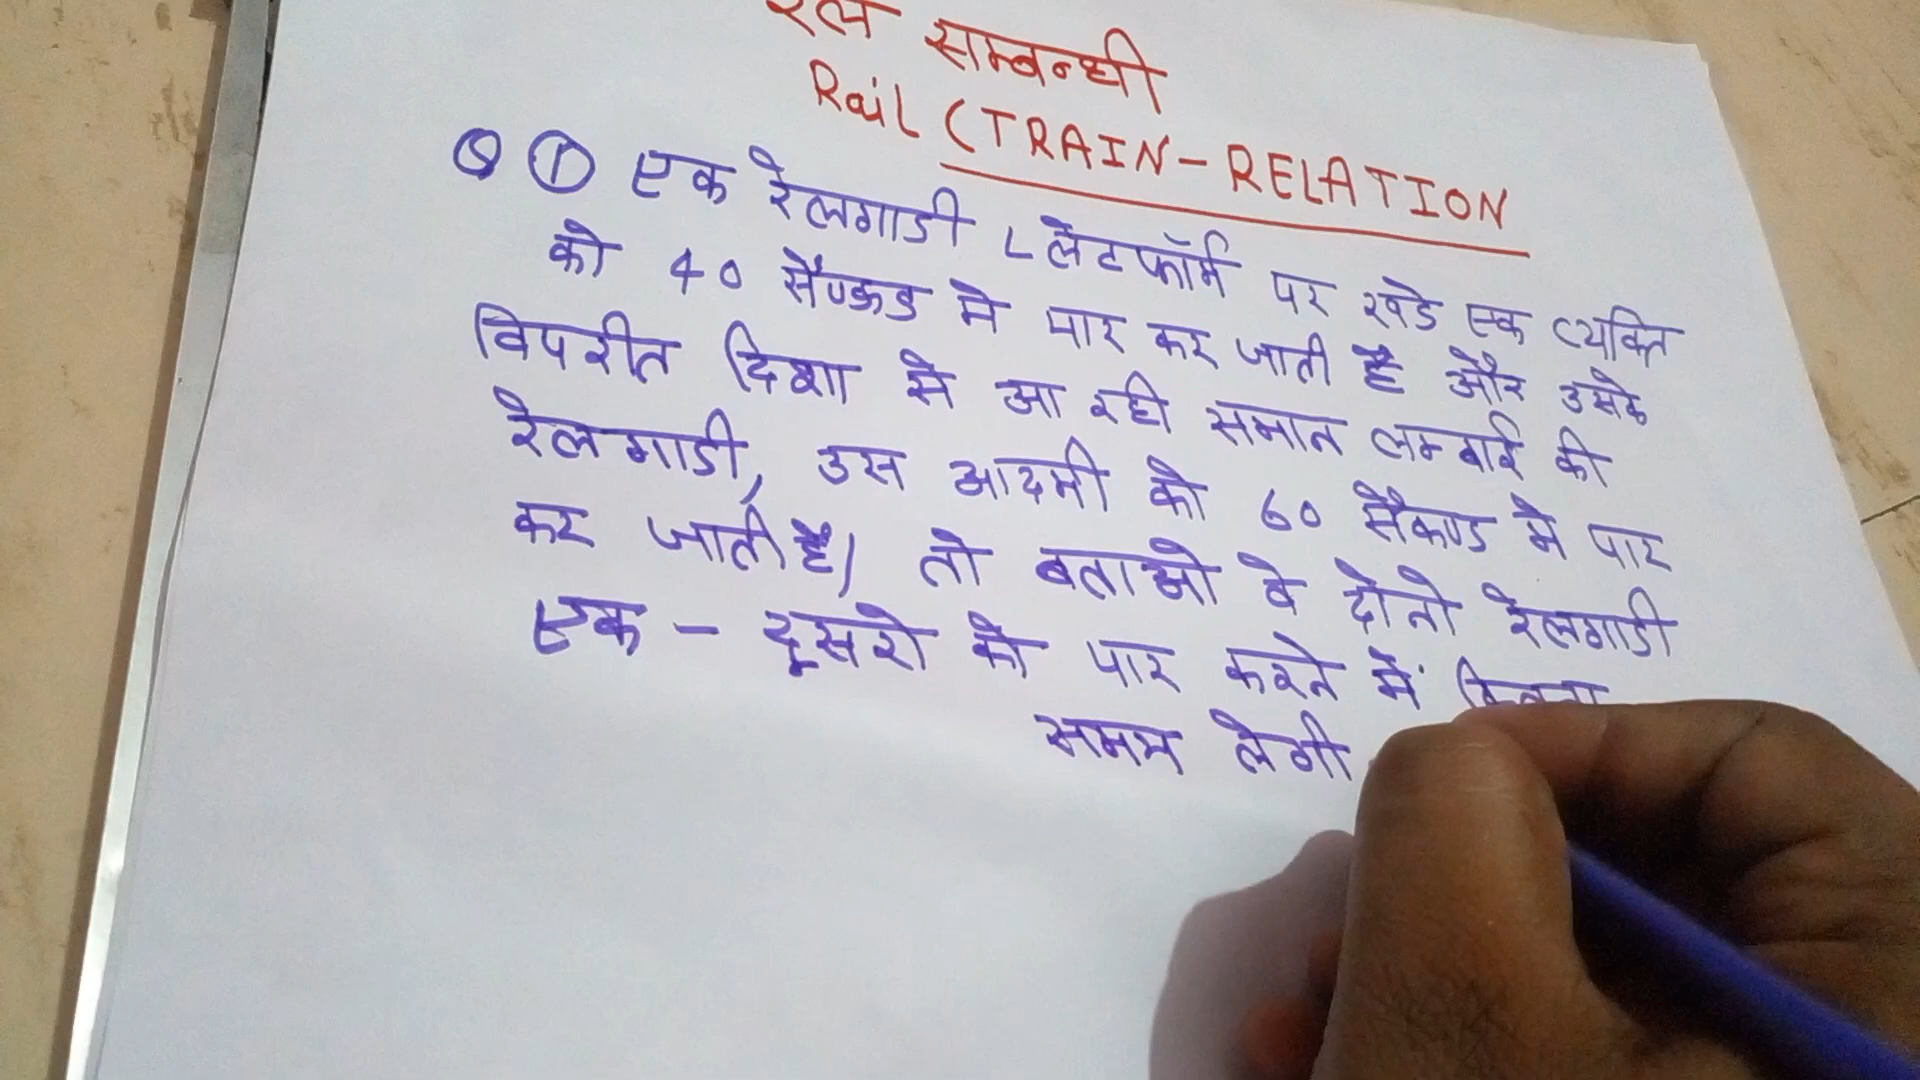 रेल सम्बन्धी
Rail (TRAIN-RELATION
Q ① एक रेलगाडी प्लेटफॉर्म पर खडे एक व्यक्ति
को 40 सैण्कड मे पार कर जाती है और उसके
विपरीत दिशा से आ रही समान लम्बाई की
रेलगाडी, उस आदमी को 60 सैकण्ड मे पार
कर जाती है। तो बताओ वे दोनो रेलगाडी
एक - दूसरो को पार करने में
समय लेगी